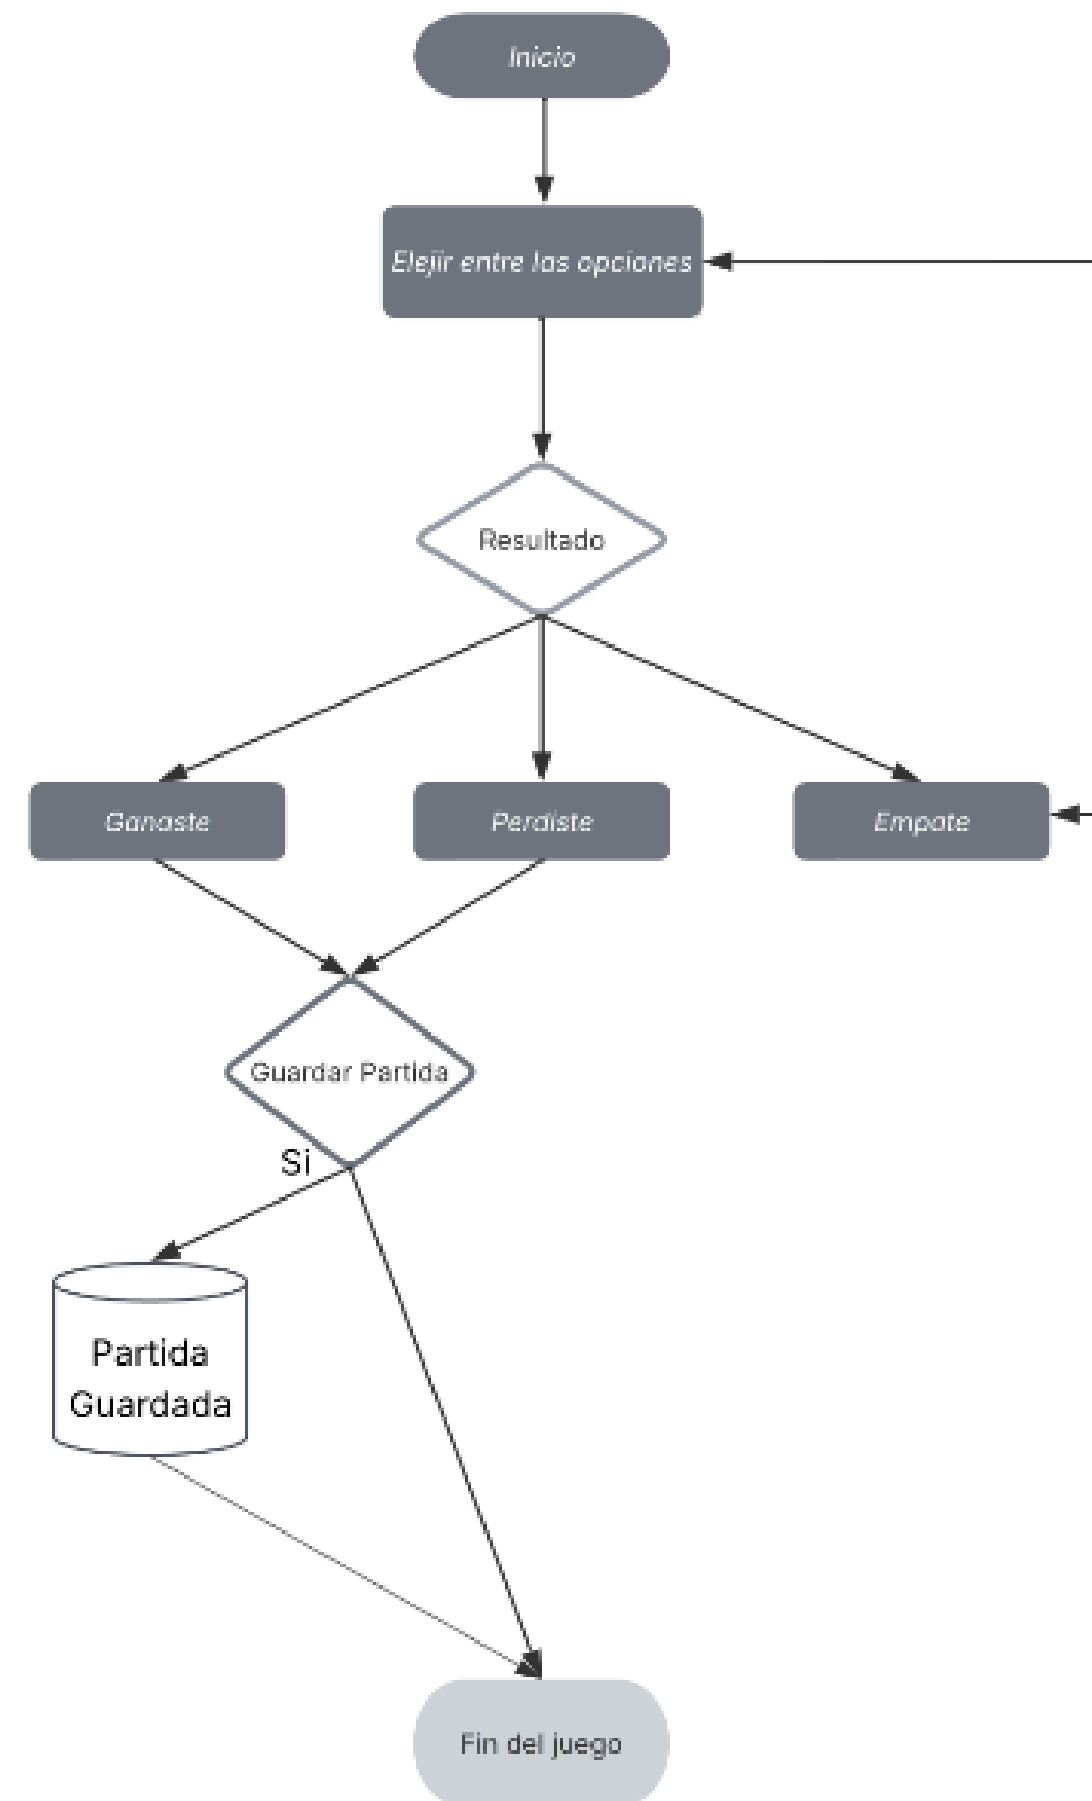 Inicio
Elejir entre las opciones
Resultado
Ganaste
Perdiste
Empate
Guardar Partida
Si
Partida
Guardada
Fin del juego